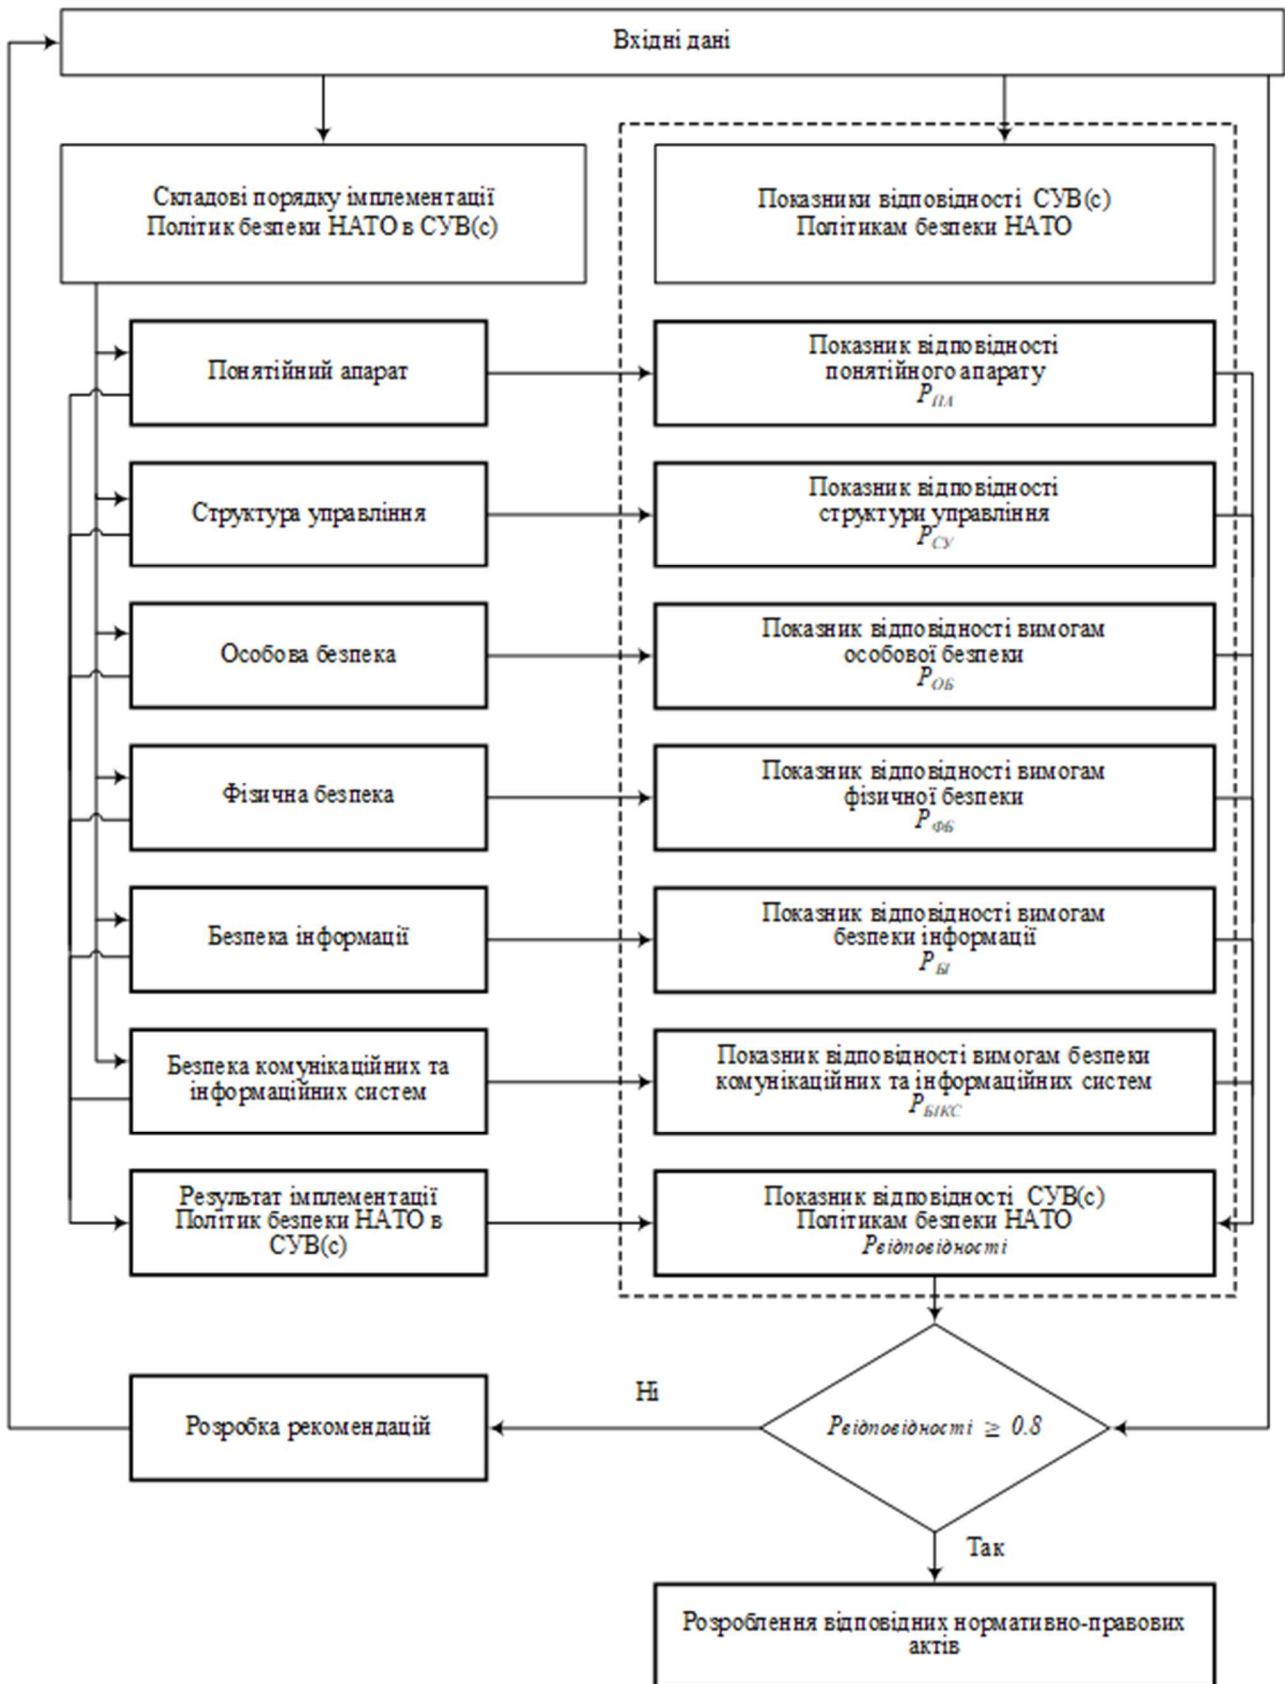 Вхідні дані
Складові порядку імплементації
Політик безпеки НАТО в СУВ(с)
Показники відповідності СУВ(с)
Політикам безпеки НАТО
Понятійний апарат
Показник відповідності
понятійного апарату
P_ПА
Структура управління
Показник відповідності
структури управління
P_СУ
Особова безпека
Показник відповідності вимогам
особової безпеки
P_ОБ
Фізична безпека
Показник відповідності вимогам
фізичної безпеки
P_ФБ
Безпека інформації
Показник відповідності вимогам
безпеки інформації
P_БІ
Безпека комунікаційних та
інформаційних систем
Показник відповідності вимогам безпеки
комунікаційних та інформаційних систем
P_БІКС
Результат імплементації
Політик безпеки НАТО в
СУВ(с)
Показник відповідності СУВ(с)
Політикам безпеки НАТО
Pвідповідності
Ні
Розробка рекомендацій
Pвідповідності ≥ 0.8
Так
Розроблення відповідних нормативно-правових
актів